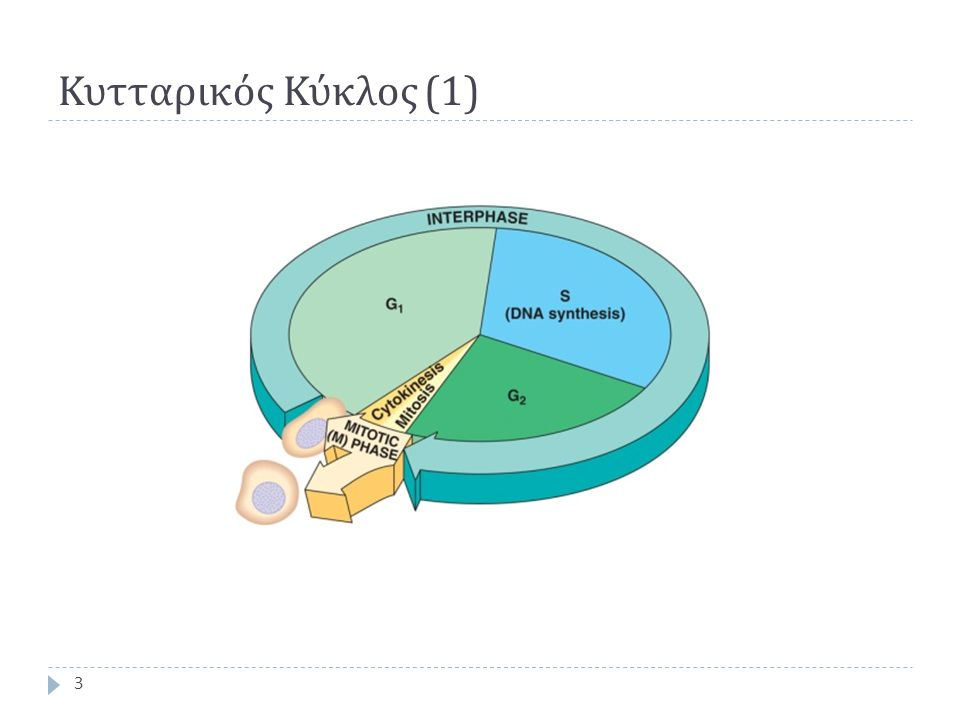 Κυτταρικός Κύκλος (1)
INTERPHASE
G₁
S
(DNA synthesis)
G₂
Cytokinesis
Mitosis
MITOTIC
(M) PHASE
3